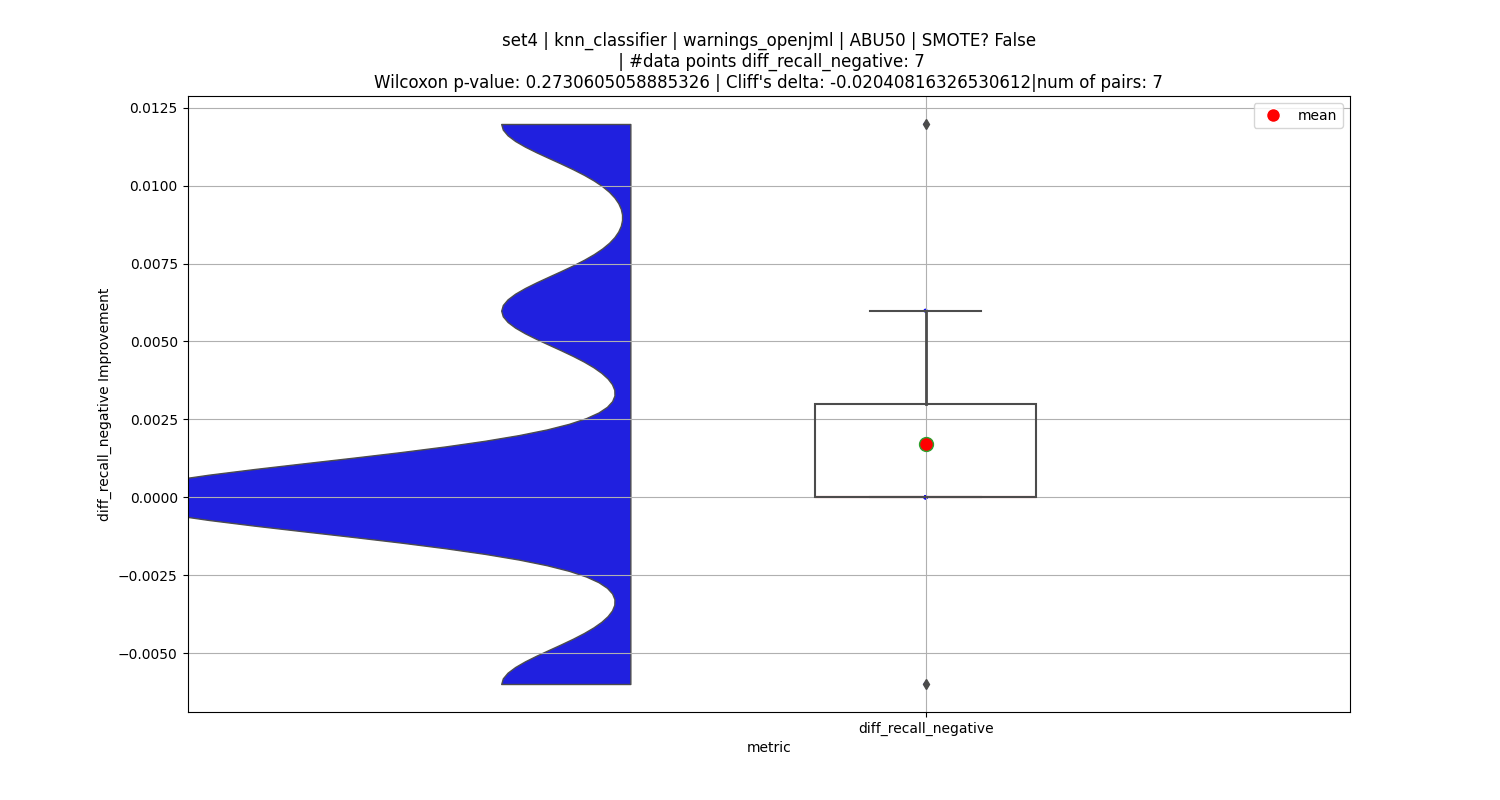 set4 | knn_classifier | warnings_openjml | ABU50 | SMOTE? False
| #data points diff_recall_negative: 7
Wilcoxon p-value: 0.2730605058885326 | Cliff's delta: -0.02040816326530612|num of pairs: 7
mean
0.0125
0.0100
0.0075
0.0050
0.0025
0.0000
−0.0025
−0.0050
diff_recall_negative Improvement
diff_recall_negative
metric